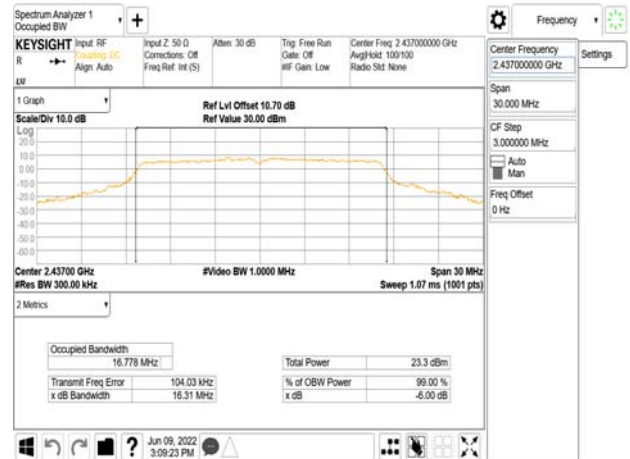 Spectrum Analyzer 1
Occupied BW
Frequency
KEYSIGHT
R
LVI
Input: RF
Coupling: DC
Align: Auto
Input Z: 50 Ω
Corrections: Off
Freq Ref: Int (S)
Atten: 30 dB
Trig: Free Run
Gate: Off
#IF Gain: Low
Center Freq: 2.437000000 GHz
Avg|Hold: 100/100
Radio Std: None
Center Frequency
2.437000000 GHz
Settings
Span
30.000 MHz
CF Step
3.000000 MHz
Auto
Man
Freq Offset
0 Hz
1 Graph
Scale/Div 10.0 dB
Ref Lvl Offset 10.70 dB
Ref Value 30.00 dBm
Log
20.0
10.0
0.00
-10.0
-20.0
-30.0
-40.0
-50.0
-60.0
Center 2.43700 GHz
#Res BW 300.00 kHz
#Video BW 1.0000 MHz
Span 30 MHz
Sweep 1.07 ms (1001 pts)
2 Metrics
Occupied Bandwidth
16.778 MHz
Total Power 23.3 dBm
Transmit Freq Error 104.03 kHz
% of OBW Power 99.00 %
x dB Bandwidth 16.31 MHz
x dB -6.00 dB
?
Jun 09, 2022
3:09:23 PM